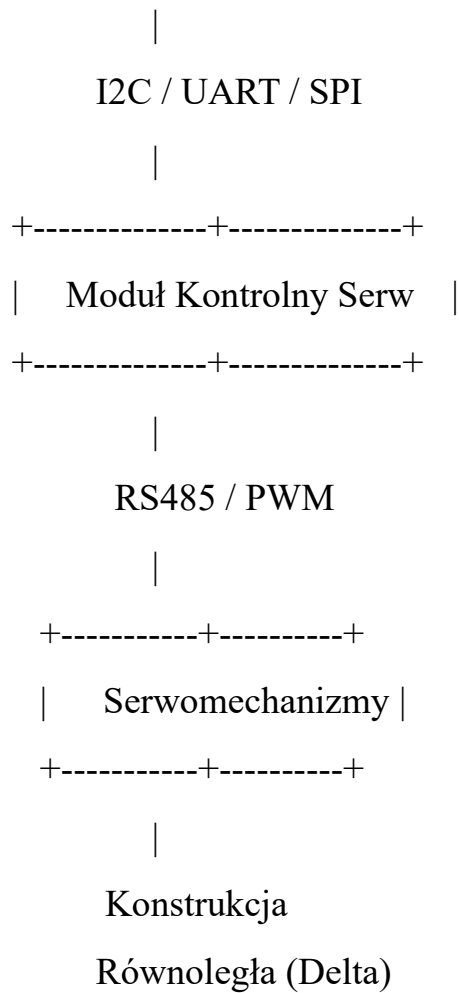 |
I2C / UART / SPI
|
+--------------+--------------+
| Moduł Kontrolny Serw |
+--------------+--------------+
|
RS485 / PWM
|
+-----------+----------+
| Serwomechanizmy |
+-----------+----------+
|
Konstrukcja
Równoległa (Delta)